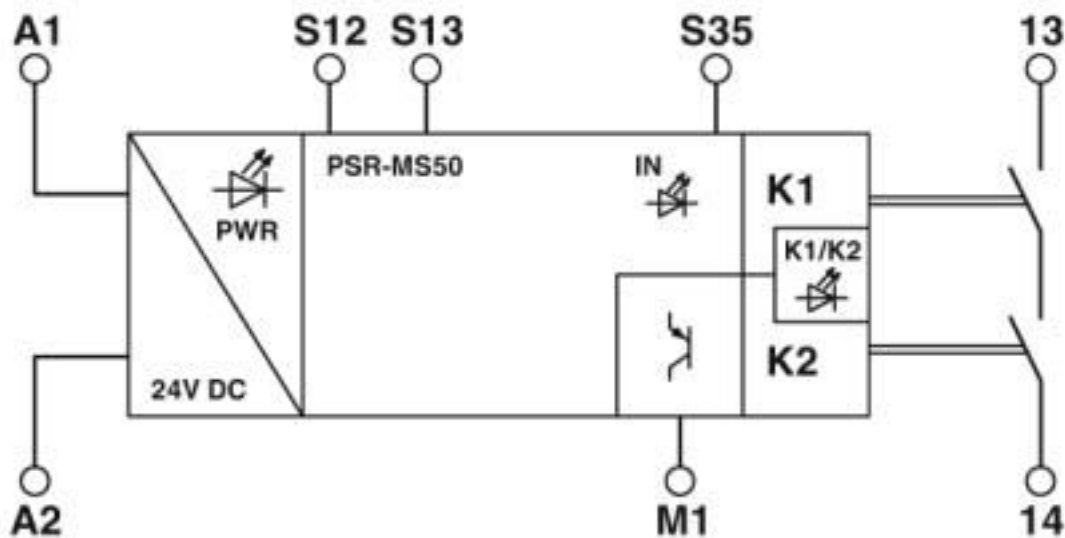 A1 S12 S13 S35 13
PSR-MS50 IN
PWR
K1
K1/K2
K2
24V DC
A2 M1 14